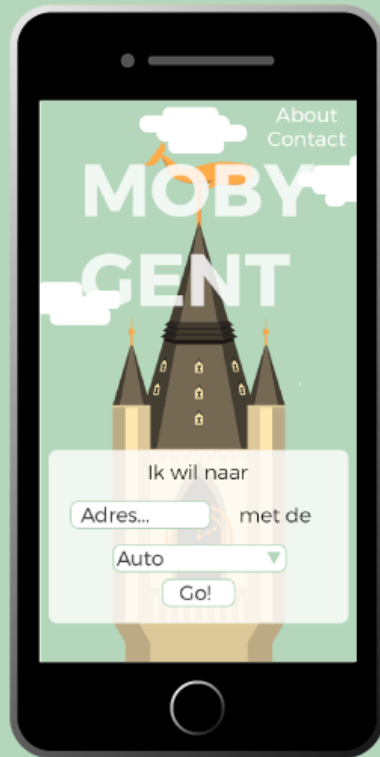 About
Contact
MOBY
GENT
Ik wil naar
Adres... met de
Auto
Go!